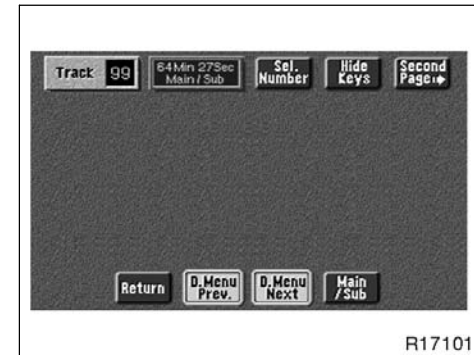 Track 99
64Min 27Sec
Main / Sub
Sel.
Number
Hide
Keys
Second
Page
Return
D.Menu
Prev.
D.Menu
Next
Main
/Sub
R17101